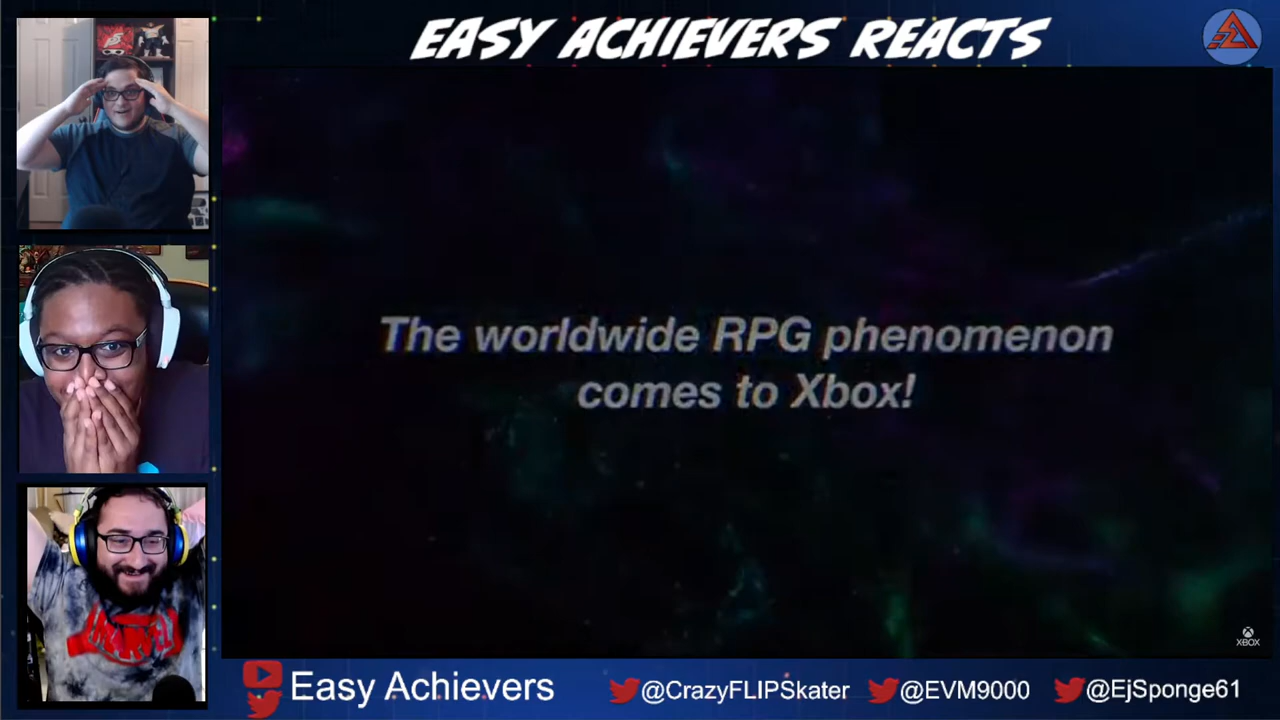 EASY ACHIEVERS REACTS
The worldwide RPG phenomenon
comes to Xbox!
XBOX
MARVEL
Easy Achievers
@CrazyFLIPSkater
@EVM9000
@EjSponge61